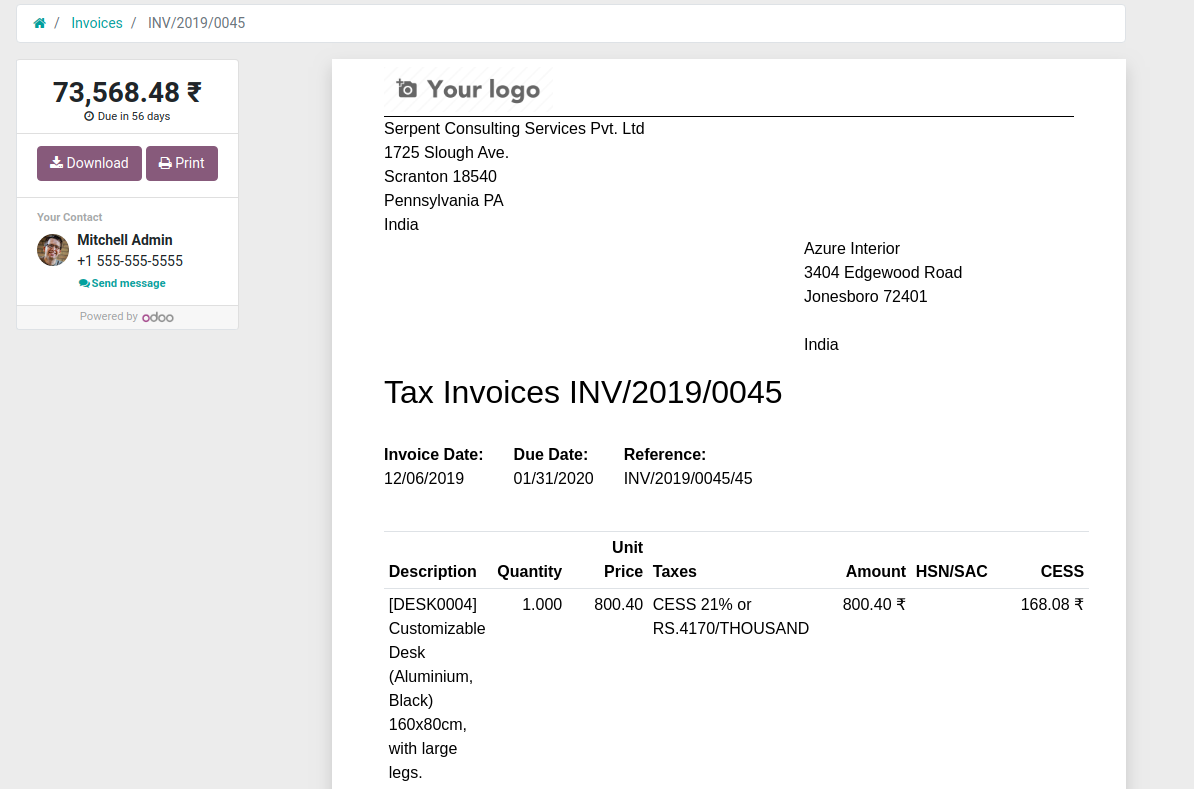 / Invoices / INV/2019/0045
73,568.48 ₹
Due in 56 days
Download Print
Your Contact
Mitchell Admin
+1 555-555-5555
Send message
Powered by odoo
Your logo
Serpent Consulting Services Pvt. Ltd
1725 Slough Ave.
Scranton 18540
Pennsylvania PA
India
Azure Interior
3404 Edgewood Road
Jonesboro 72401
India
Tax Invoices INV/2019/0045
Invoice Date: Due Date: Reference:
12/06/2019 01/31/2020 INV/2019/0045/45
Unit
Description Quantity Price Taxes Amount HSN/SAC CESS
[DESK0004] 1.000 800.40 CESS 21% or 800.40 ₹ 168.08 ₹
Customizable RS.4170/THOUSAND
Desk
(Aluminium,
Black)
160x80cm,
with large
legs.